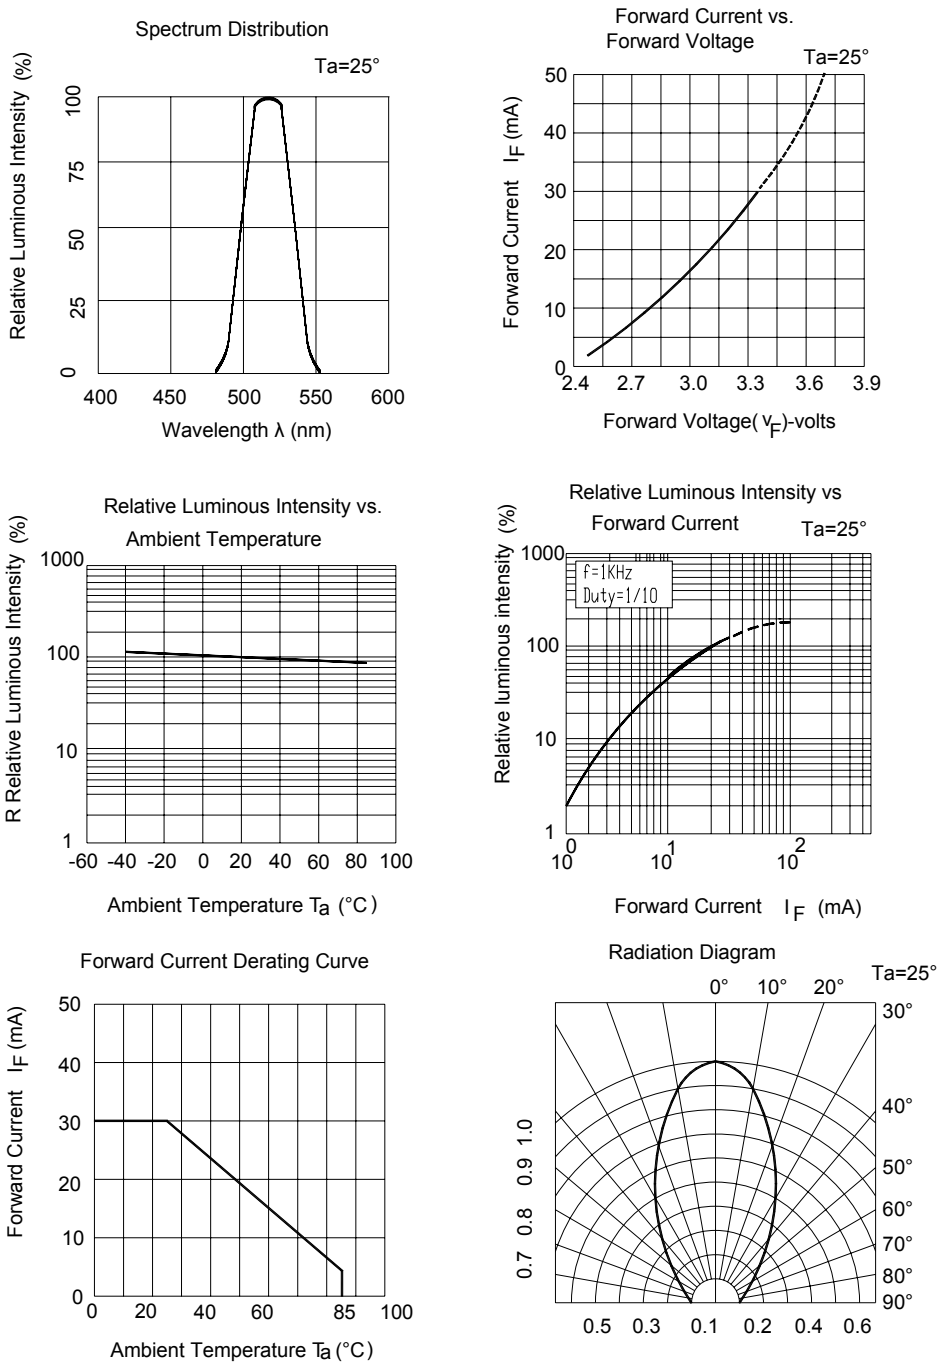 Spectrum Distribution
Ta=25°
Relative Luminous Intensity (%)
100
75
50
25
0
400 450 500 550 600
Wavelength λ (nm)
Forward Current vs.
Forward Voltage
Ta=25°
Forward Current IF (mA)
50
40
30
20
10
0
2.4 2.7 3.0 3.3 3.6 3.9
Forward Voltage(vF)-volts
Relative Luminous Intensity vs.
Ambient Temperature
R Relative Luminous Intensity (%)
1000
100
10
1
-60 -40 -20 0 20 40 60 80 100
Ambient Temperature Ta (°C)
Relative Luminous Intensity vs
Forward Current
Ta=25°
Relative luminous intensity (%)
f=1KHz
Duty=1/10
1000
100
10
1
10^0 10^1 10^2
Forward Current IF (mA)
Forward Current Derating Curve
Forward Current IF (mA)
50
40
30
20
10
0
0 20 40 60 85 100
Ambient Temperature Ta (°C)
Radiation Diagram
Ta=25°
0° 10° 20°
30°
40°
50°
60°
70°
80°
90°
1.0
0.9
0.8
0.7
0.5 0.3 0.1 0.2 0.4 0.6